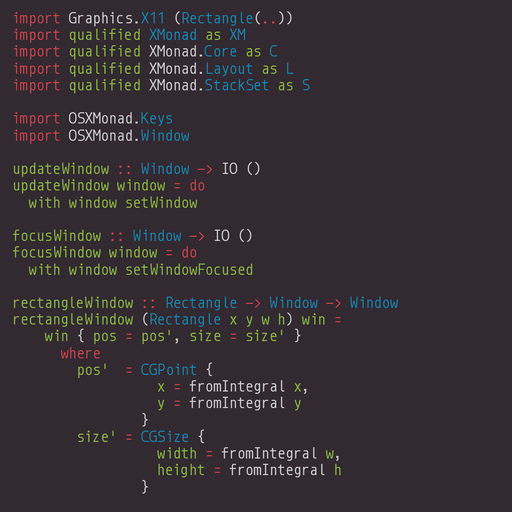 import Graphics.X11 (Rectangle(..))
import qualified XMonad as XM
import qualified XMonad.Core as C
import qualified XMonad.Layout as L
import qualified XMonad.StackSet as S

import OSXMonad.Keys
import OSXMonad.Window

updateWindow :: Window -> IO ()
updateWindow window = do
  with window setWindow

focusWindow :: Window -> IO ()
focusWindow window = do
  with window setWindowFocused

rectangleWindow :: Rectangle -> Window -> Window
rectangleWindow (Rectangle x y w h) win =
    win { pos = pos', size = size' }
      where
        pos'  = CGPoint {
                  x = fromIntegral x,
                  y = fromIntegral y
                }
        size' = CGSize {
                  width = fromIntegral w,
                  height = fromIntegral h
                }